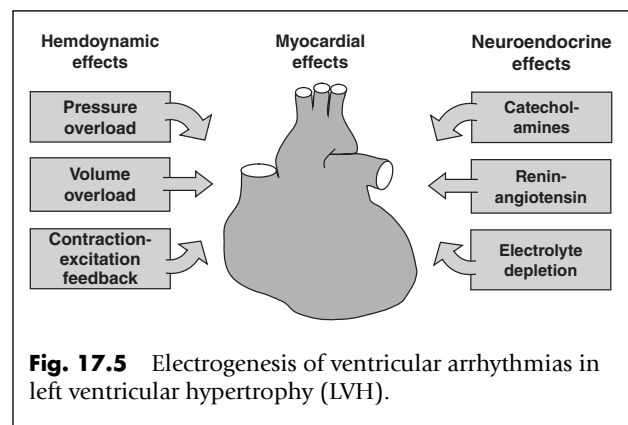 Hemdoynamic
effects
Myocardial
effects
Neuroendocrine
effects
Pressure
overload
Volume
overload
Contraction-
excitation
feedback
Catechol-
amines
Renin-
angiotensin
Electrolyte
depletion
Fig. 17.5 Electrogenesis of ventricular arrhythmias in
left ventricular hypertrophy (LVH).